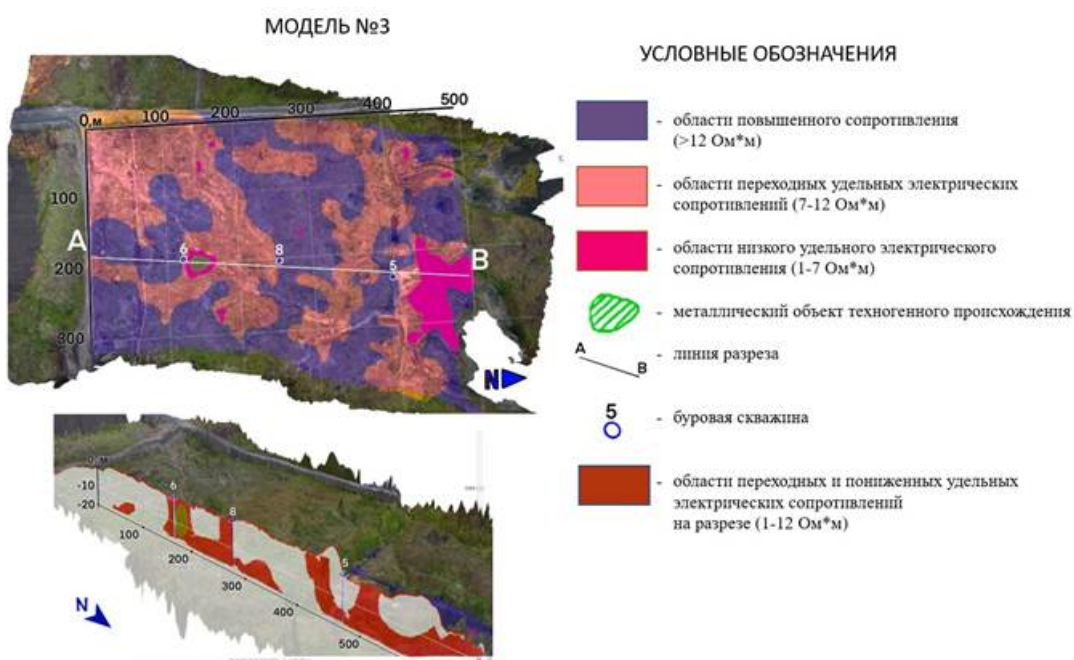 МОДЕЛЬ №3
УСЛОВНЫЕ ОБОЗНАЧЕНИЯ
0,м 100 200 300 400 500
100
200
300
A
B
6
8
5
N
- области повышенного сопротивления
(>12 Ом*м)
- области переходных удельных электрических
сопротивлений (7-12 Ом*м)
- области низкого удельного электрического
сопротивления (1-7 Ом*м)
- металлический объект техногенного происхождения
A
B
- линия разреза
5
- буровая скважина
- области переходных и пониженных удельных
электрических сопротивлений
на разрезе (1-12 Ом*м)
0, м
-10
-20
6
8
5
100
200
300
400
500
N